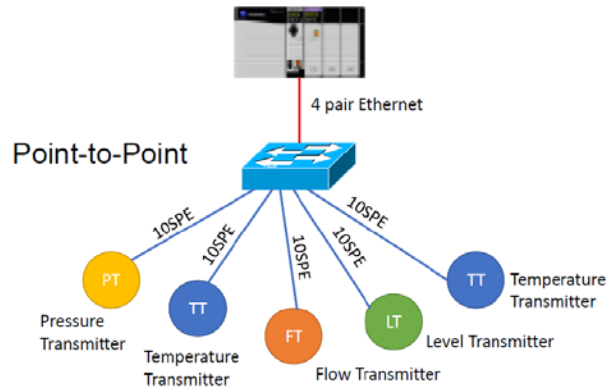 4 pair Ethernet
Point-to-Point
10SPE
10SPE
10SPE
10SPE
10SPE
PT
TT
FT
LT
TT
Temperature
Transmitter
Pressure
Transmitter
Temperature
Transmitter
Flow Transmitter
Level Transmitter